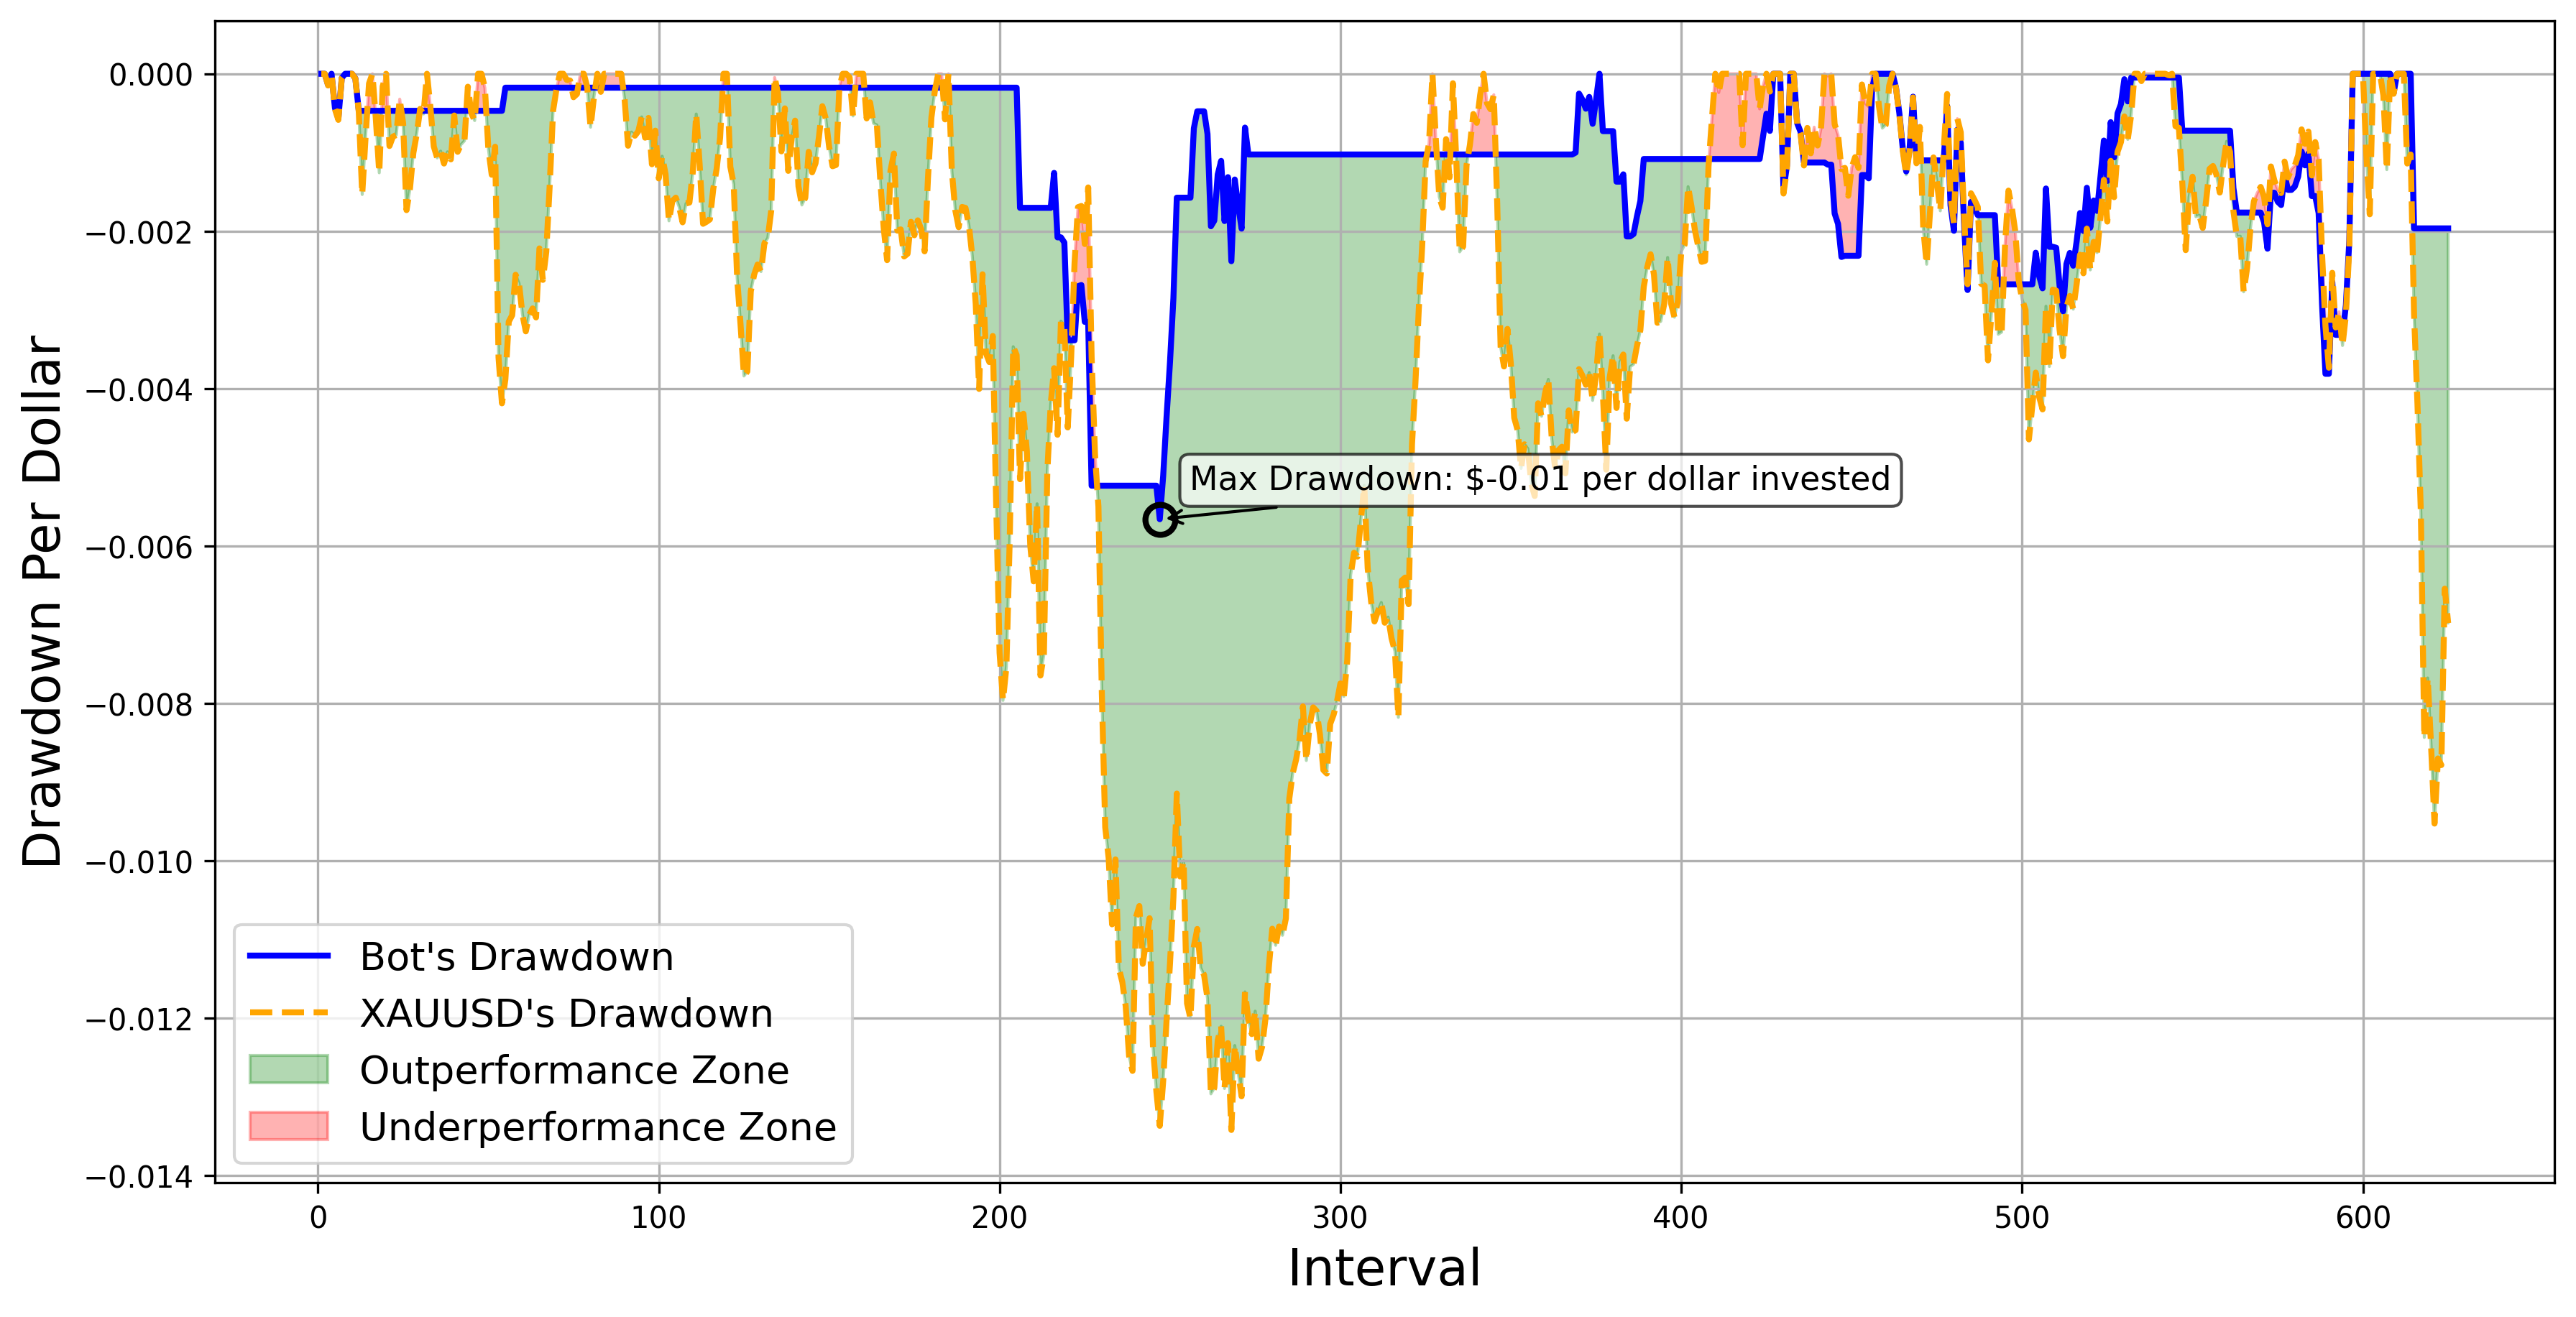 0.000
−0.002
−0.004
−0.006
−0.008
−0.010
−0.012
−0.014
Drawdown Per Dollar
Max Drawdown: $-0.01 per dollar invested
Bot's Drawdown
XAUUSD's Drawdown
Outperformance Zone
Underperformance Zone
0 100 200 300 400 500 600
Interval